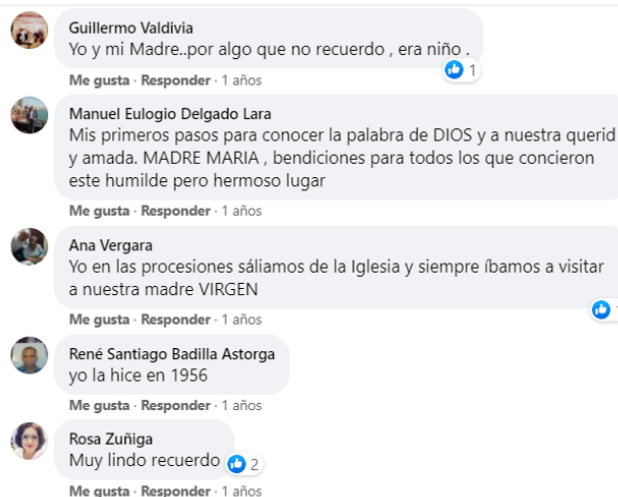 Guillermo Valdivia
Yo y mi Madre..por algo que no recuerdo , era niño .
1
Me gusta · Responder · 1 años
Manuel Eulogio Delgado Lara
Mis primeros pasos para conocer la palabra de DIOS y a nuestra querid
y amada. MADRE MARIA , bendiciones para todos los que concieron
este humilde pero hermoso lugar
Me gusta · Responder · 1 años
Ana Vergara
Yo en las procesiones sáliamos de la Iglesia y siempre íbamos a visitar
a nuestra madre VIRGEN
Me gusta · Responder · 1 años
René Santiago Badilla Astorga
yo la hice en 1956
Me gusta · Responder · 1 años
Rosa Zuñiga
Muy lindo recuerdo 2
Me gusta · Responder · 1 años